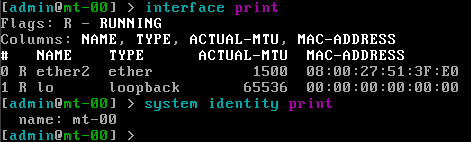 [admin@mt-00] > interface print
Flags: R - RUNNING
Columns: NAME, TYPE, ACTUAL-MTU, MAC-ADDRESS
#   NAME    TYPE      ACTUAL-MTU  MAC-ADDRESS
0 R ether2  ether           1500  08:00:27:51:3F:E0
1 R lo      loopback       65536  00:00:00:00:00:00
[admin@mt-00] > system identity print
  name: mt-00
[admin@mt-00] >